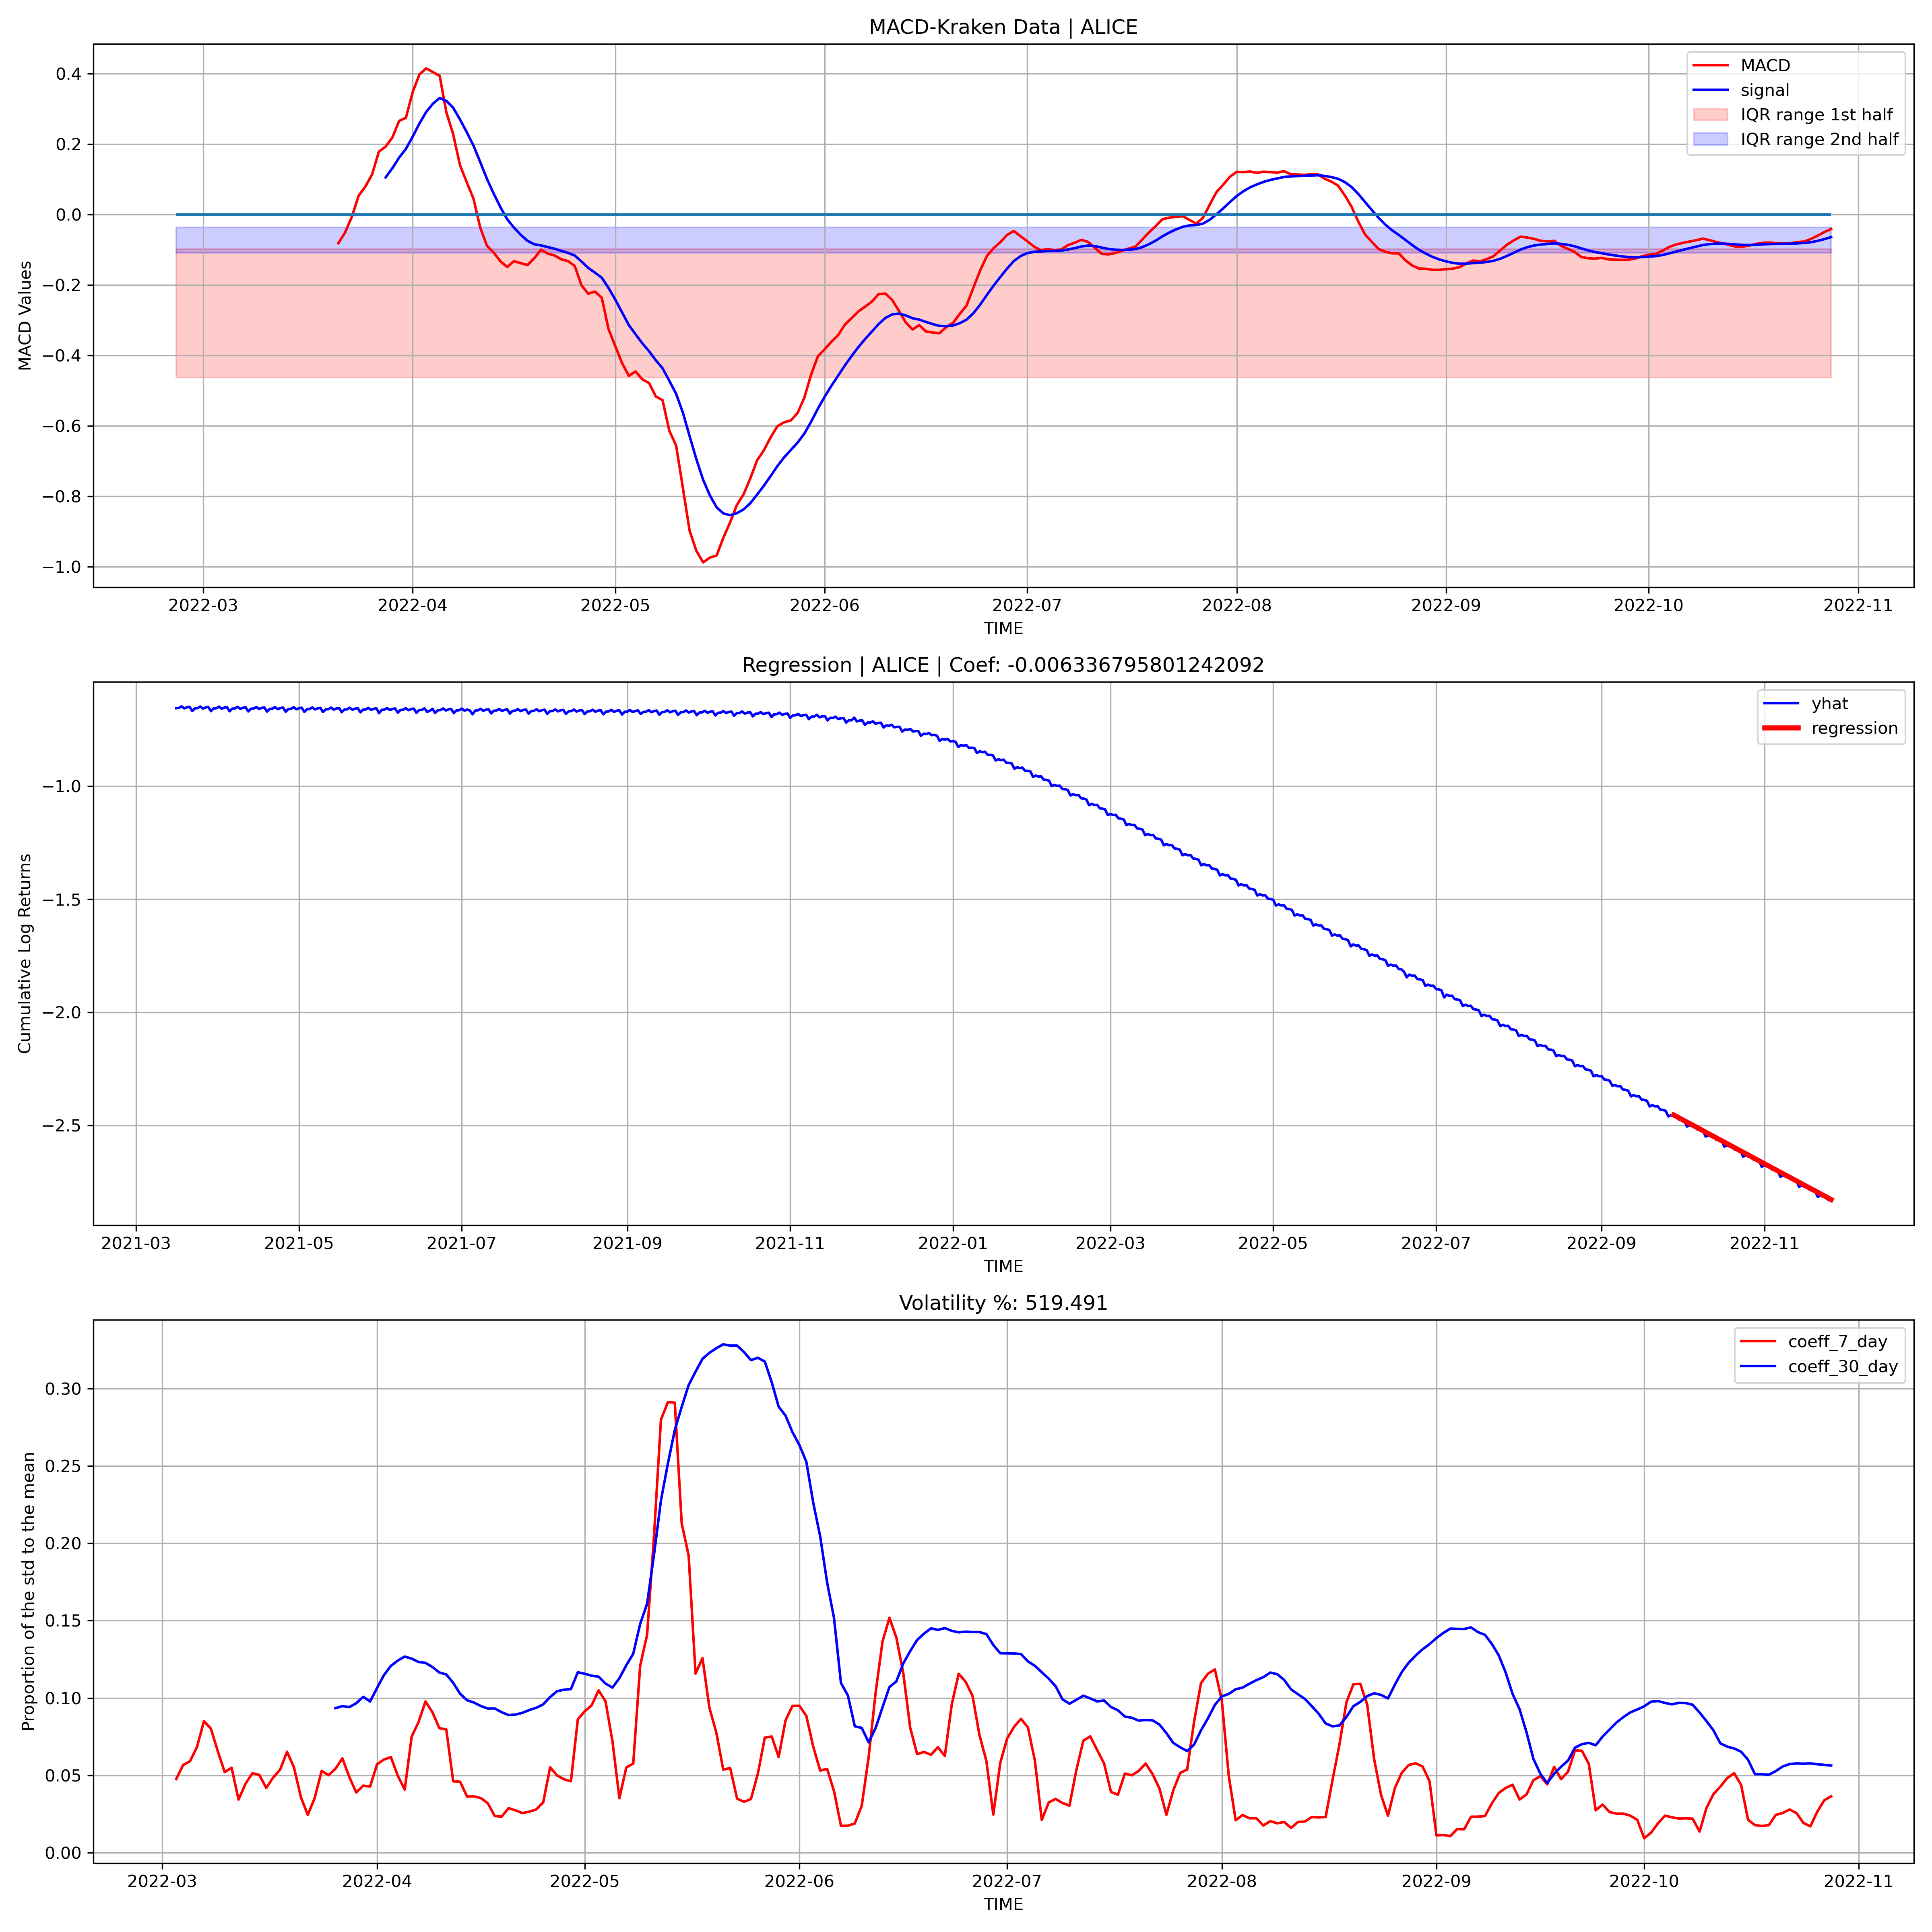 MACD-Kraken Data | ALICE
MACD Values
0.4
0.2
0.0
−0.2
−0.4
−0.6
−0.8
−1.0
MACD
signal
IQR range 1st half
IQR range 2nd half
2022-03 2022-04 2022-05 2022-06 2022-07 2022-08 2022-09 2022-10 2022-11
TIME
Regression | ALICE | Coef: -0.006336795801242092
Cumulative Log Returns
−1.0
−1.5
−2.0
−2.5
yhat
regression
2021-03 2021-05 2021-07 2021-09 2021-11 2022-01 2022-03 2022-05 2022-07 2022-09 2022-11
TIME
Volatility %: 519.491
Proportion of the std to the mean
0.30
0.25
0.20
0.15
0.10
0.05
0.00
coeff_7_day
coeff_30_day
2022-03 2022-04 2022-05 2022-06 2022-07 2022-08 2022-09 2022-10 2022-11
TIME